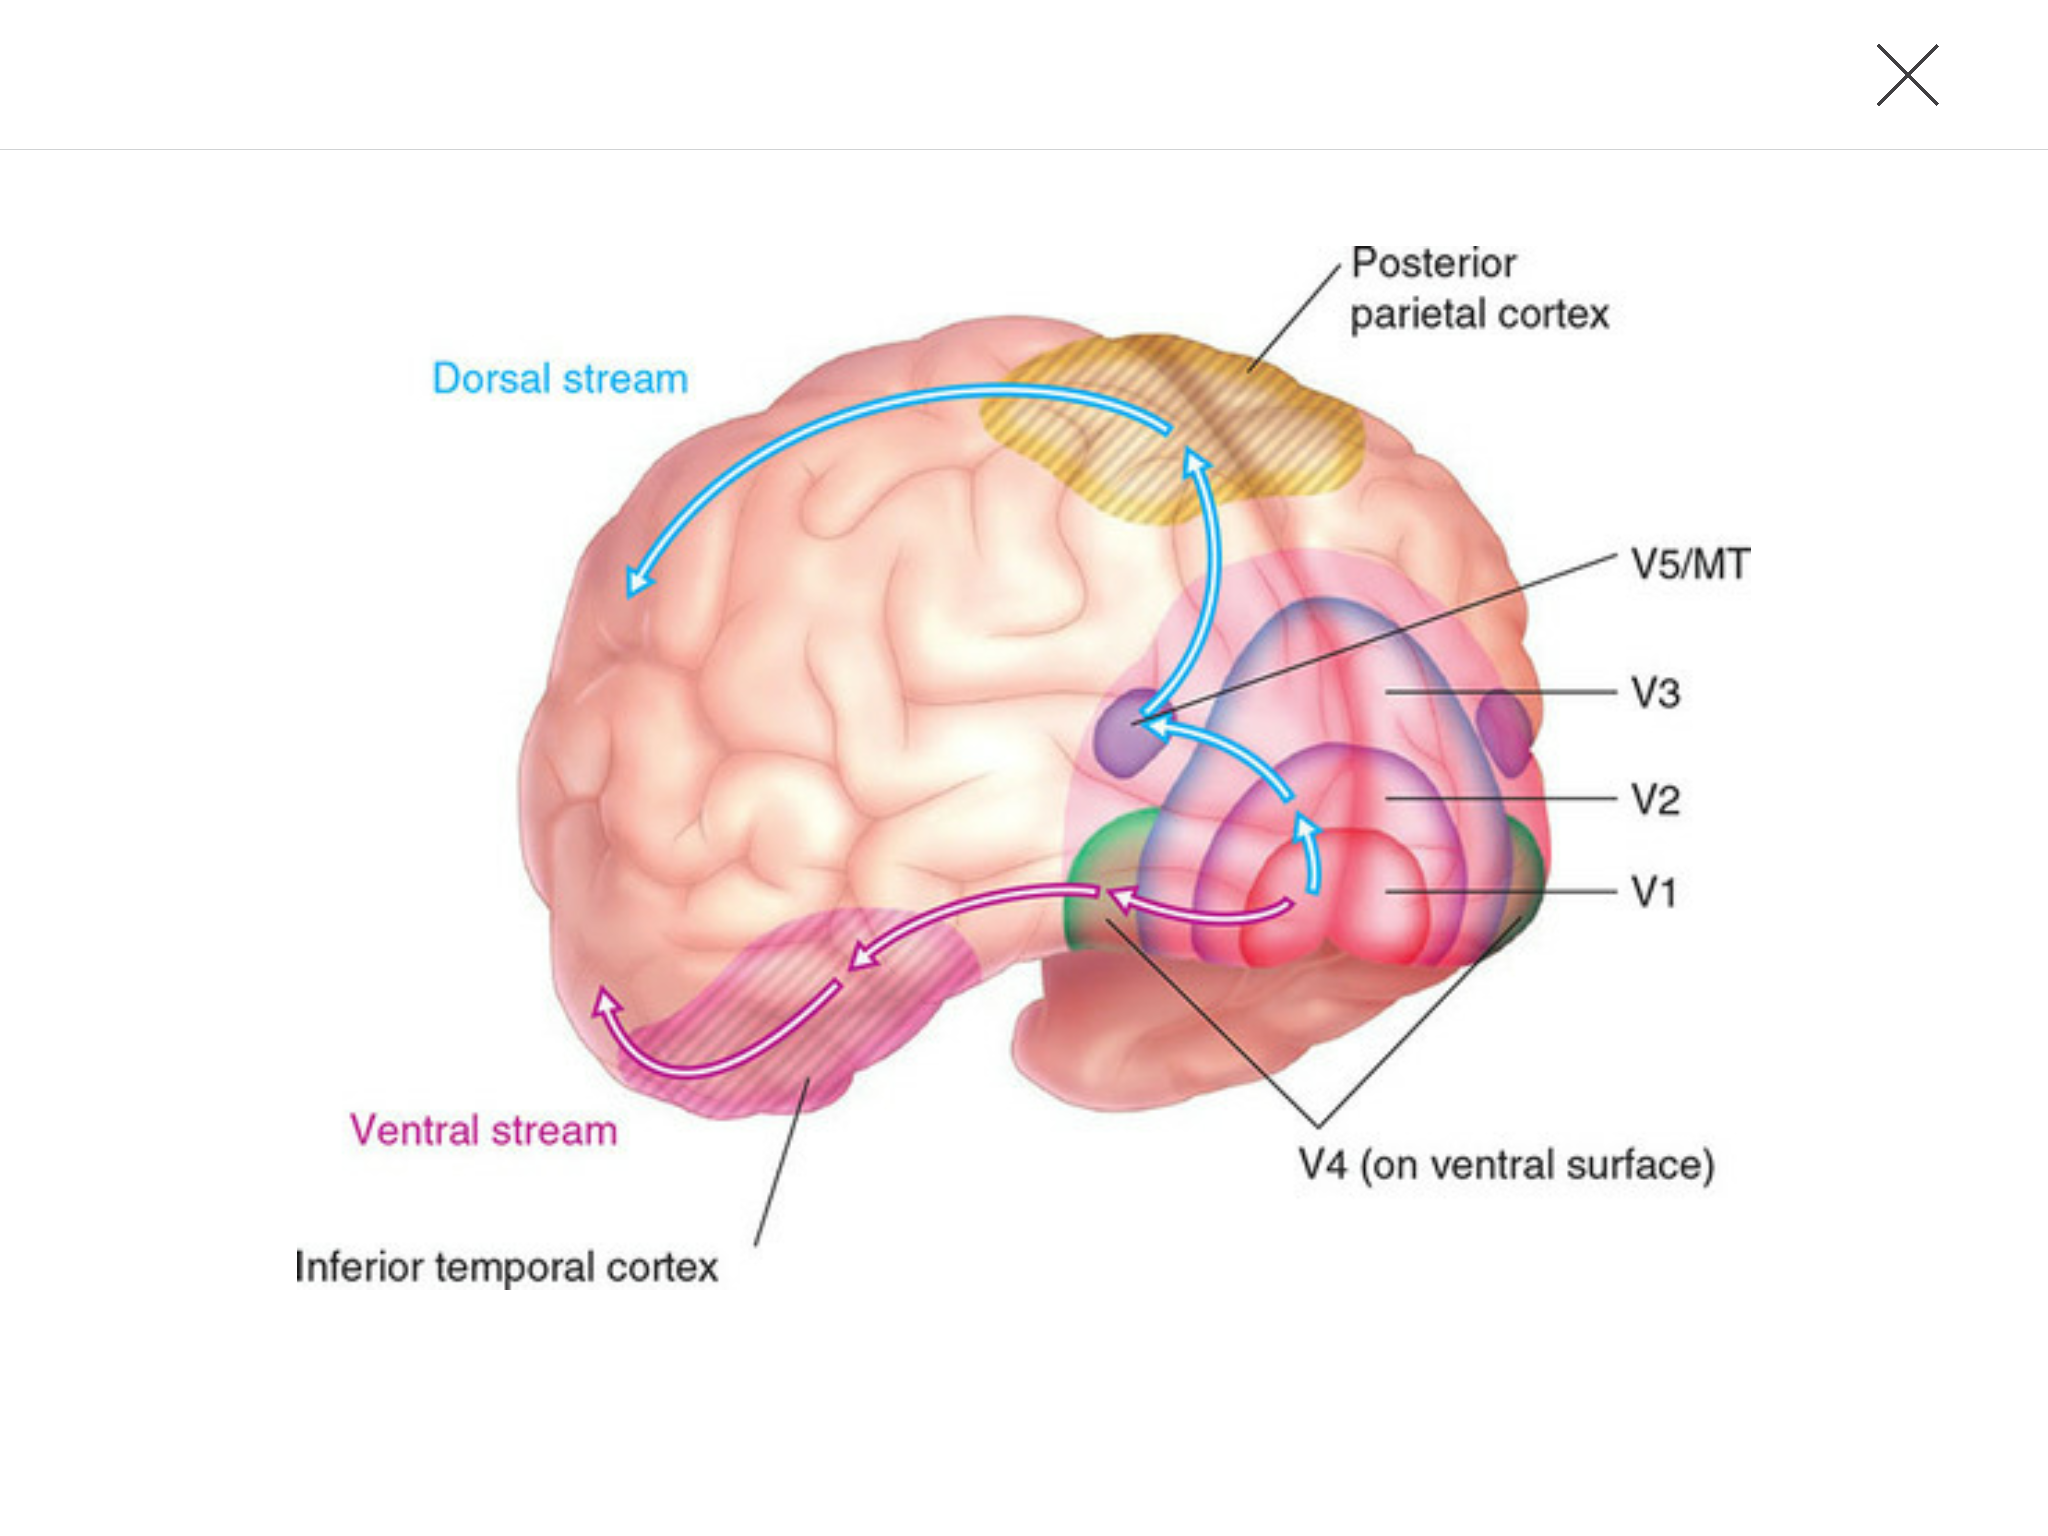 Posterior
parietal cortex
Dorsal stream
V5/MT
V3
V2
V1
Ventral stream
V4 (on ventral surface)
Inferior temporal cortex